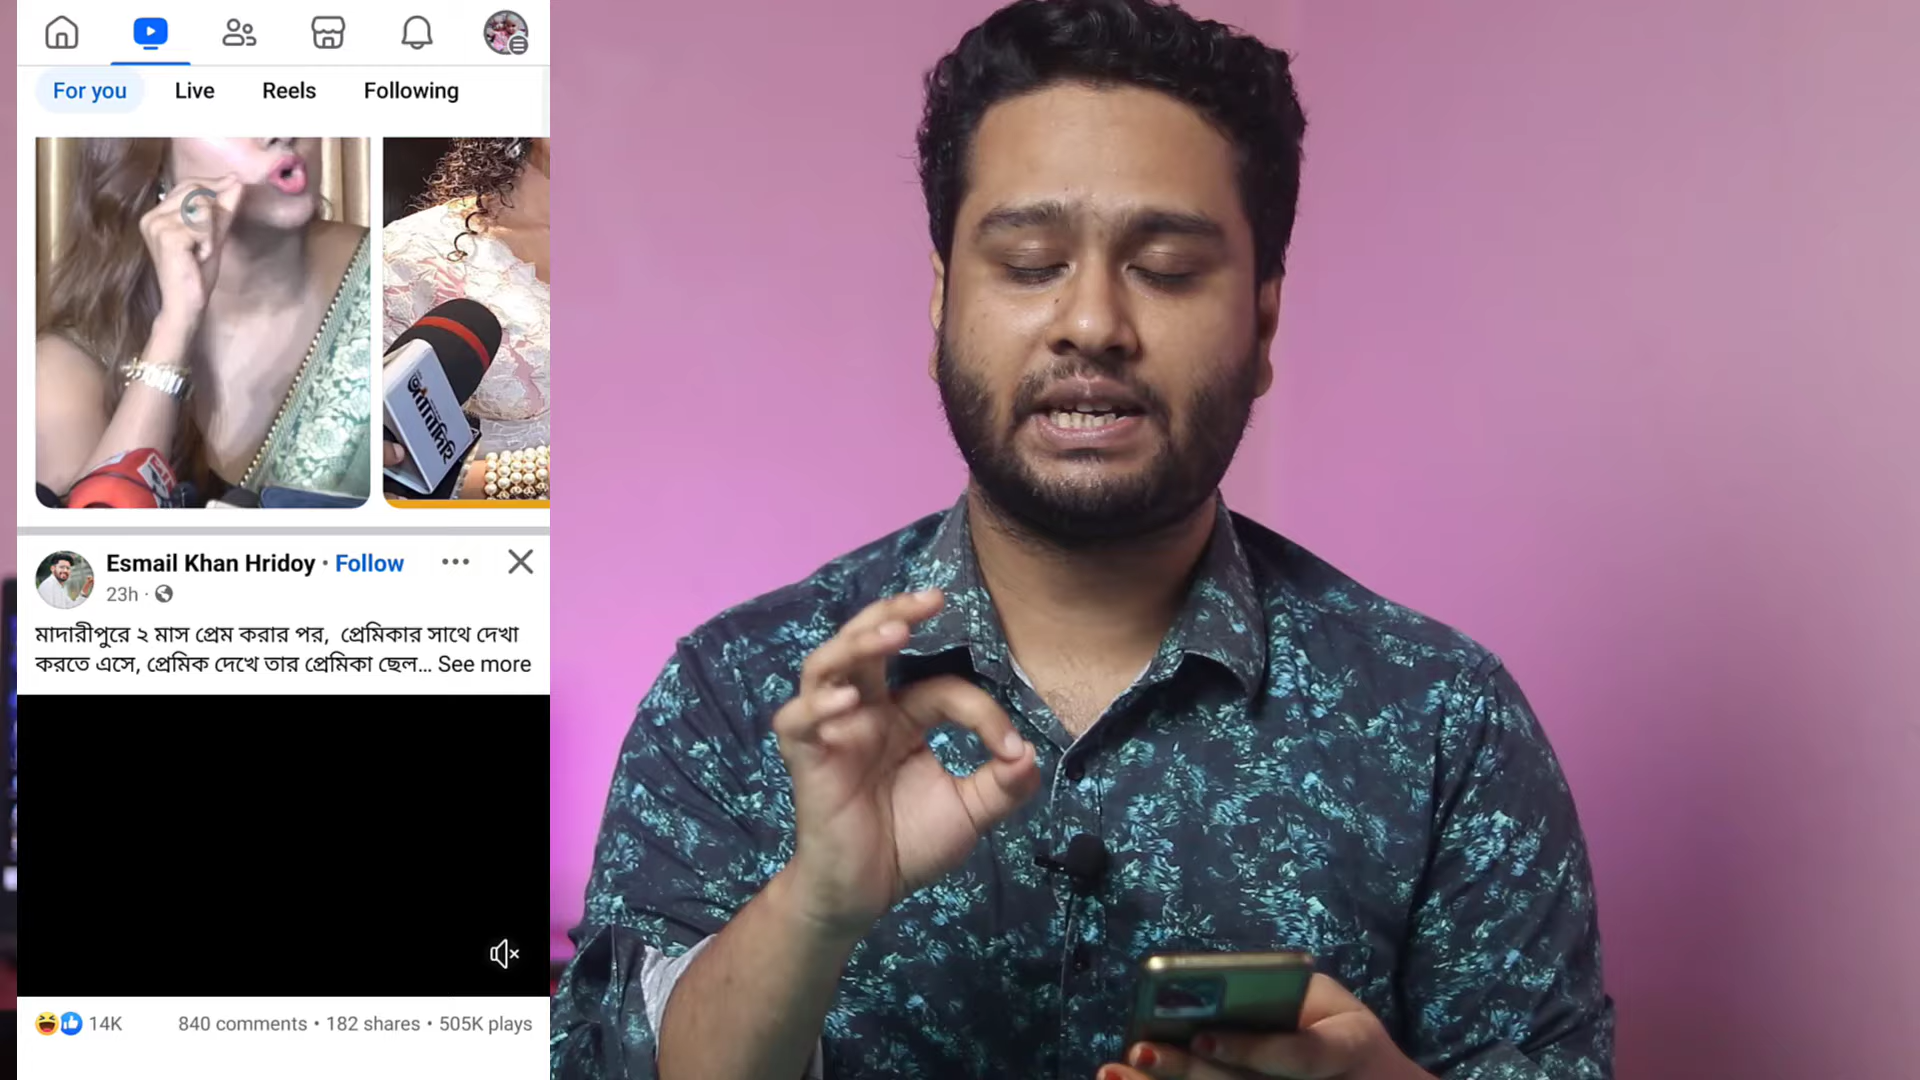 For you
Live
Reels
Following
Esmail Khan Hridoy · Follow
23h ·
মাদারীপুরে ২ মাস প্রেম করার পর, প্রেমিকার সাথে দেখা
করতে এসে, প্রেমিক দেখে তার প্রেমিকা ছেল... See more
14K
840 comments • 182 shares • 505K plays